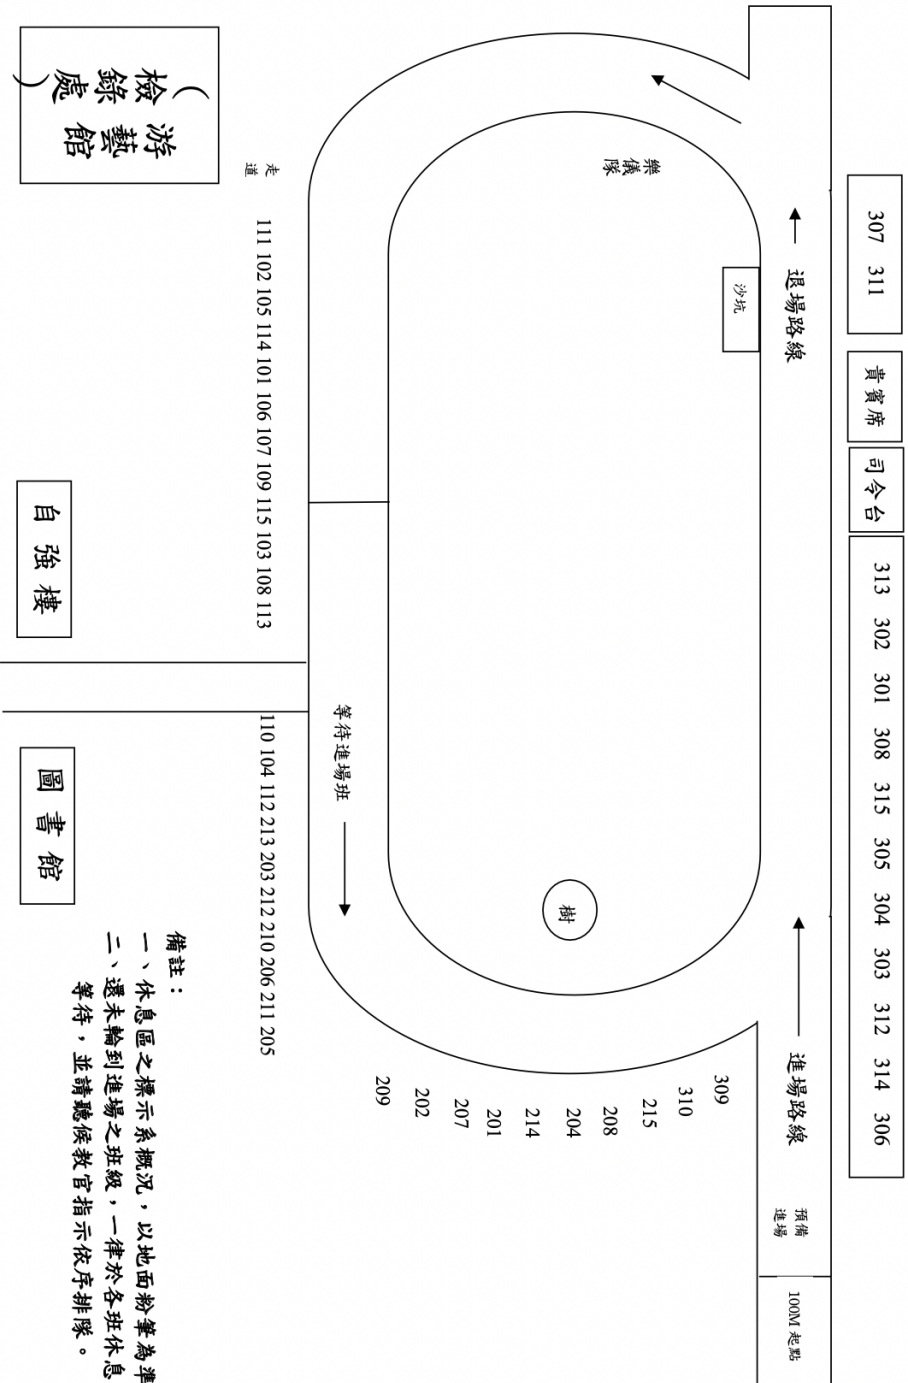 307 311
貴賓席
司令台
313 302 301 308 315 305 304 303 312 314 306
退場路線
進場路線
預備
進場
100M 起點
沙坑
樂儀隊
樹
309
310
215
208
204
214
201
207
202
209
等待進場班
走道
111 102 105 114 101 106 107 109 115 103 108 113
110 104 112 213 203 212 210 206 211 205
游藝館
（檢錄處）
自強樓
圖書館
備註：
一、休息區之標示系概況，以地面粉筆為準
二、還未輪到進場之班級，一律於各班休息
等待，並請聽候教官指示依序排隊。